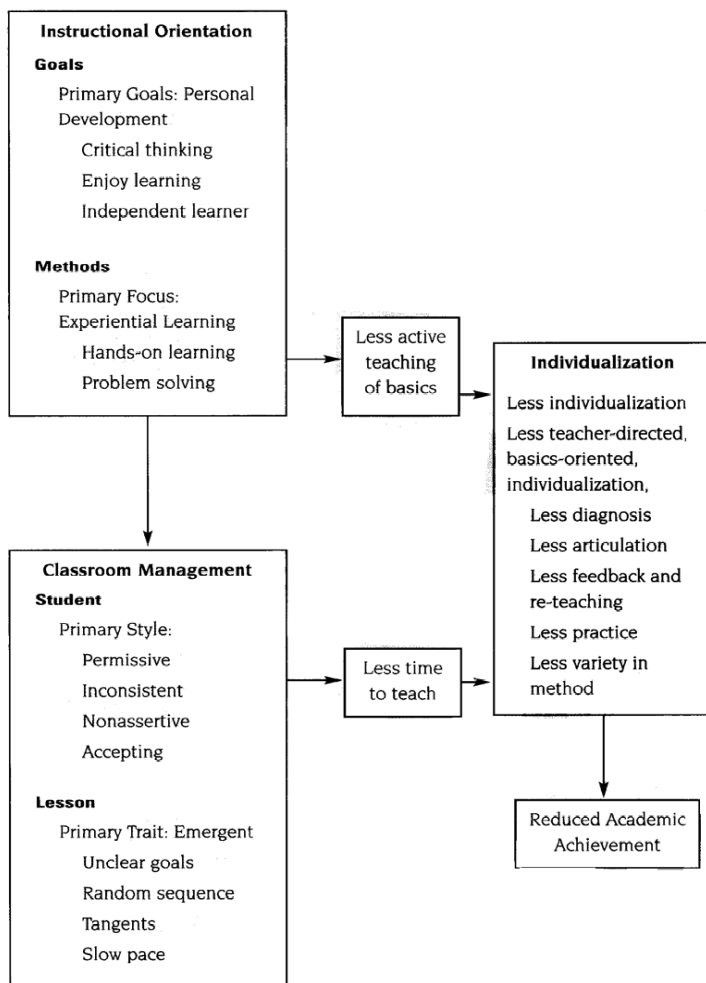 Instructional Orientation
Goals
Primary Goals: Personal
Development
Critical thinking
Enjoy learning
Independent learner
Methods
Primary Focus:
Experiential Learning
Hands-on learning
Problem solving
Less active
teaching
of basics
Individualization
Less individualization
Less teacher-directed,
basics-oriented,
individualization,
Less diagnosis
Less articulation
Less feedback and
re-teaching
Less practice
Less variety in
method
Classroom Management
Student
Primary Style:
Permissive
Inconsistent
Nonassertive
Accepting
Lesson
Primary Trait: Emergent
Unclear goals
Random sequence
Tangents
Slow pace
Less time
to teach
Reduced Academic
Achievement